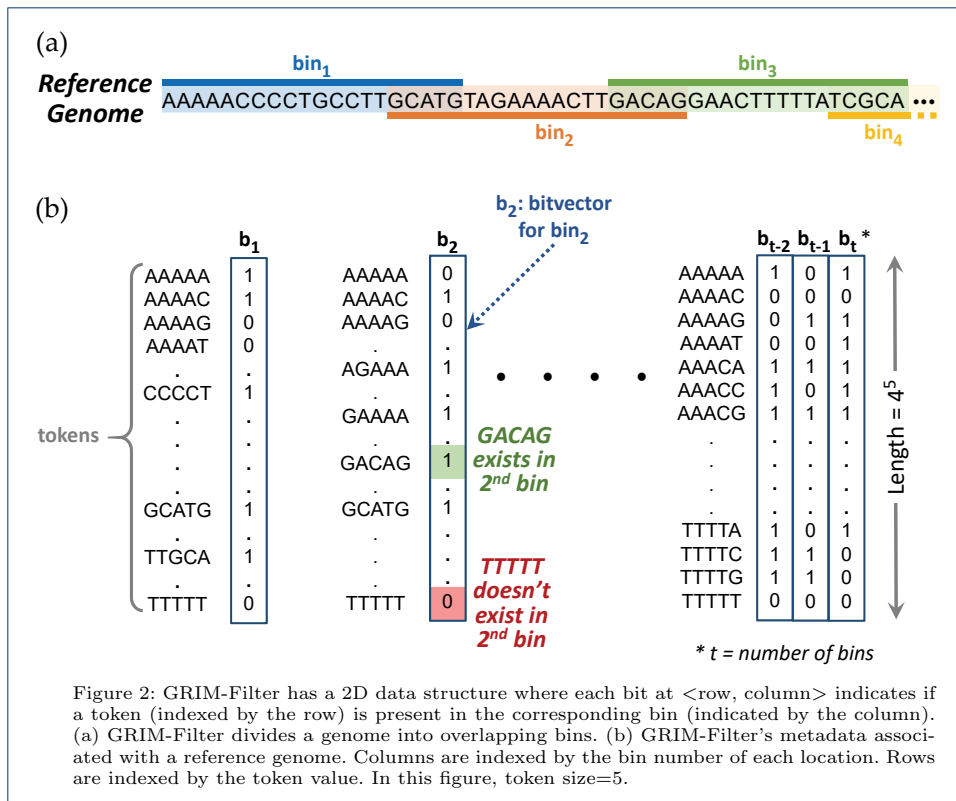 (a)
bin1
bin3
Reference
Genome
AAAAACCCCTGCCTTGCATGTAGAAAACTTGACAGGAACTTTTTATCGCA •••
bin2
bin4
(b)
b2: bitvector
for bin2
b1
b2
bt-2 bt-1 bt *
tokens
AAAAA 1
AAAAC 1
AAAAG 0
AAAAT 0
. .
CCCCT 1
. .
. .
. .
. .
GCATG 1
. .
TTGCA 1
. .
TTTTT 0
AAAAA 0
AAAAC 1
AAAAG 0
. .
AGAAA 1
. .
GAAAA 1
. .
GACAG 1
. .
GCATG 1
. .
. .
. .
TTTTT 0
GACAG
exists in
2nd bin
TTTTT
doesn't
exist in
2nd bin
• • • •
AAAAA 1 0 1
AAAAC 0 0 0
AAAAG 0 1 1
AAAAT 0 0 1
AAACA 1 1 1
AAACC 1 0 1
AAACG 1 1 1
. . . .
. . . .
. . . .
. . . .
TTTTA 1 0 1
TTTTC 1 1 0
TTTTG 1 1 0
TTTTT 0 0 0
Length = 4^5
* t = number of bins
Figure 2: GRIM-Filter has a 2D data structure where each bit at <row, column> indicates if
a token (indexed by the row) is present in the corresponding bin (indicated by the column).
(a) GRIM-Filter divides a genome into overlapping bins. (b) GRIM-Filter's metadata associ-
ated with a reference genome. Columns are indexed by the bin number of each location. Rows
are indexed by the token value. In this figure, token size=5.